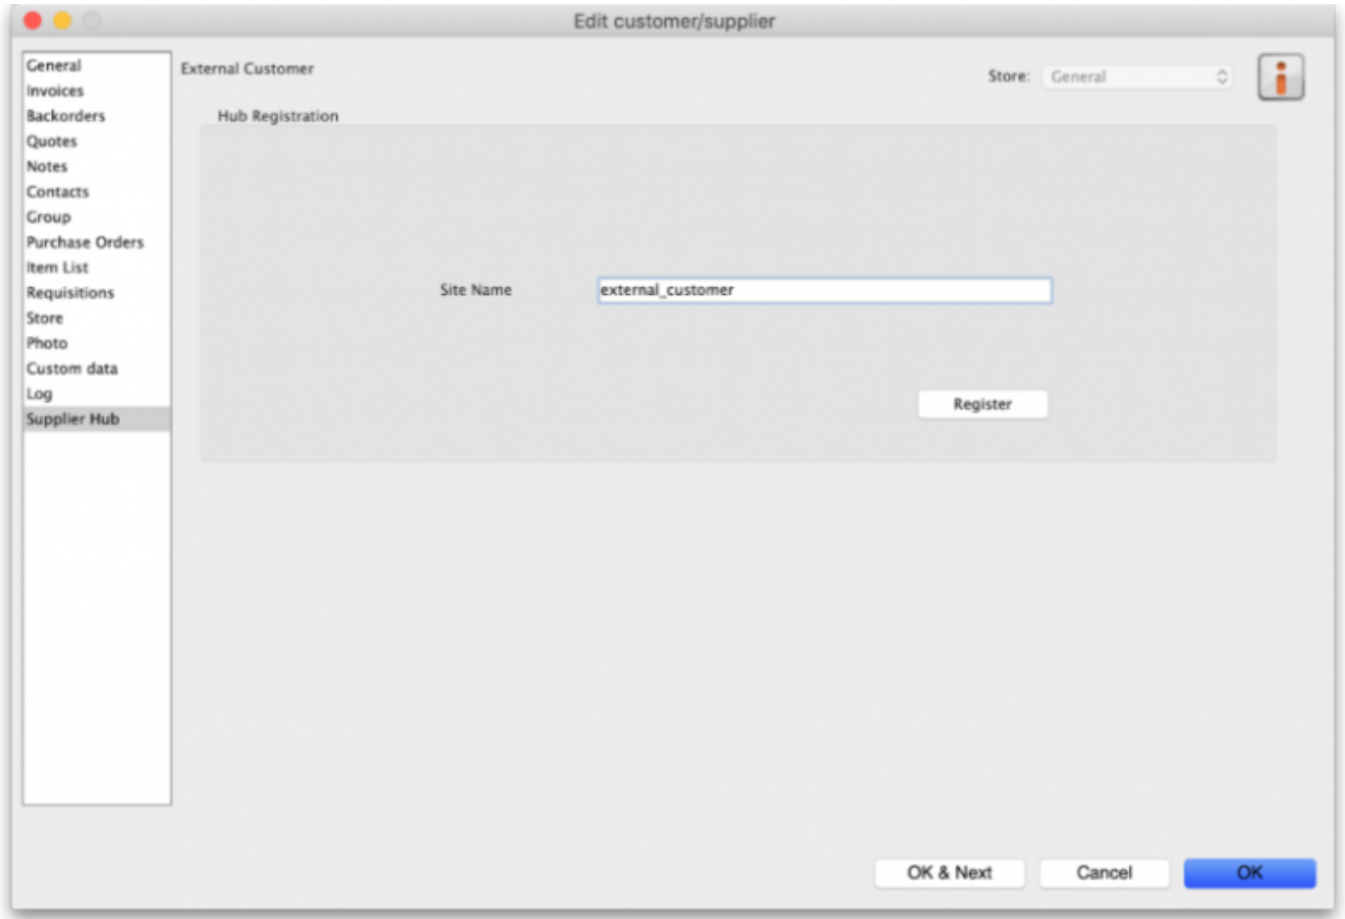 Edit customer/supplier
General
Invoices
Backorders
Quotes
Notes
Contacts
Group
Purchase Orders
Item List
Requisitions
Store
Photo
Custom data
Log
Supplier Hub
External Customer
Store: General
Hub Registration
Site Name external_customer
Register
OK & Next Cancel OK